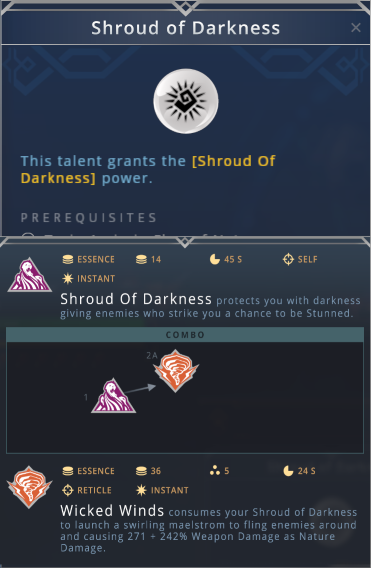 Shroud of Darkness
This talent grants the [Shroud Of
Darkness] power.
PREREQUISITES
ESSENCE 14 45 S SELF
INSTANT
Shroud Of Darkness protects you with darkness
giving enemies who strike you a chance to be Stunned.
COMBO
2A
1
ESSENCE 36 5 24 S
RETICLE INSTANT
Wicked Winds consumes your Shroud of Darkness
to launch a swirling maelstrom to fling enemies around
and causing 271 + 242% Weapon Damage as Nature
Damage.